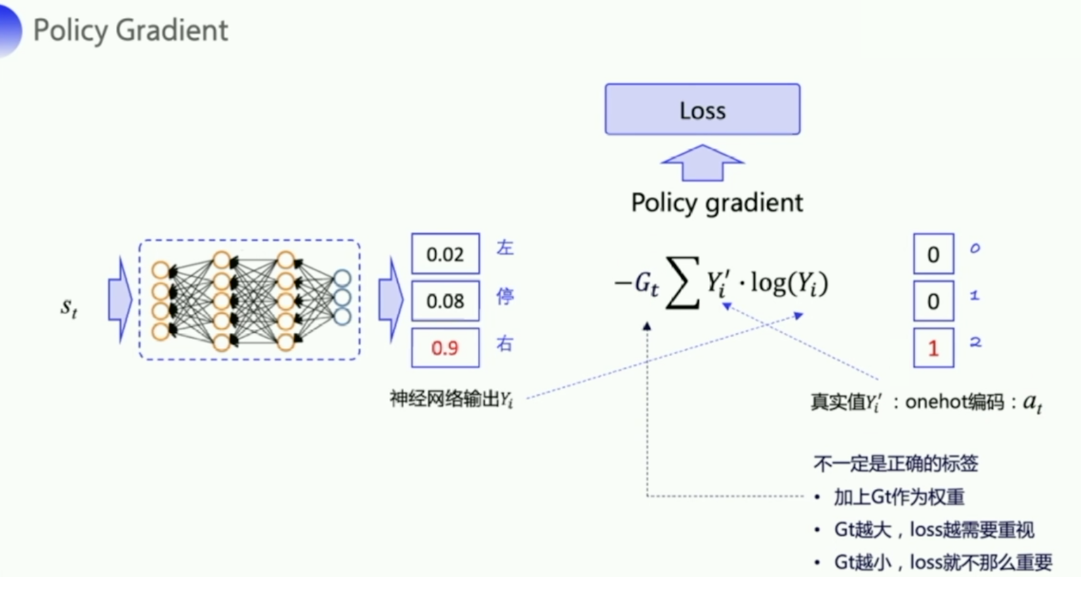 Policy Gradient
Loss
Policy gradient
$s_t$
0.02 左
0.08 停
0.9 右
神经网络输出$Y_i$
$-G_t \sum Y_i' \cdot \log(Y_i)$
0 0
0 1
1 2
真实值$Y_i'$：onehot编码：$a_t$
不一定是正确的标签
• 加上Gt作为权重
• Gt越大，loss越需要重视
• Gt越小，loss就不那么重要